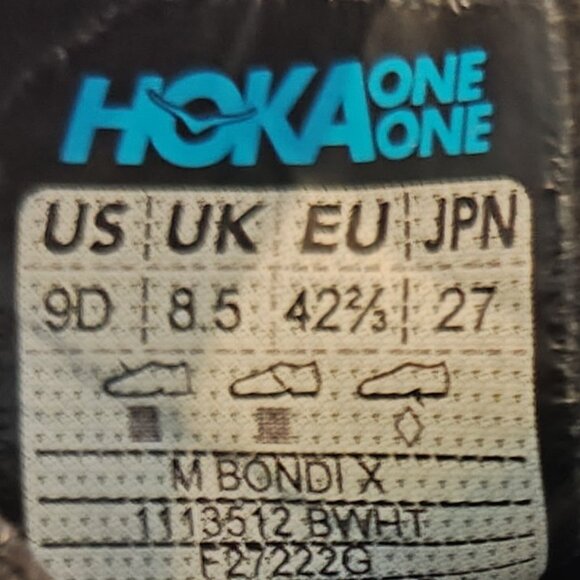 HOKA ONE ONE
US UK EU JPN
9D 8.5 42⅔ 27
M BONDI X
1113512 BWHT
F27222G